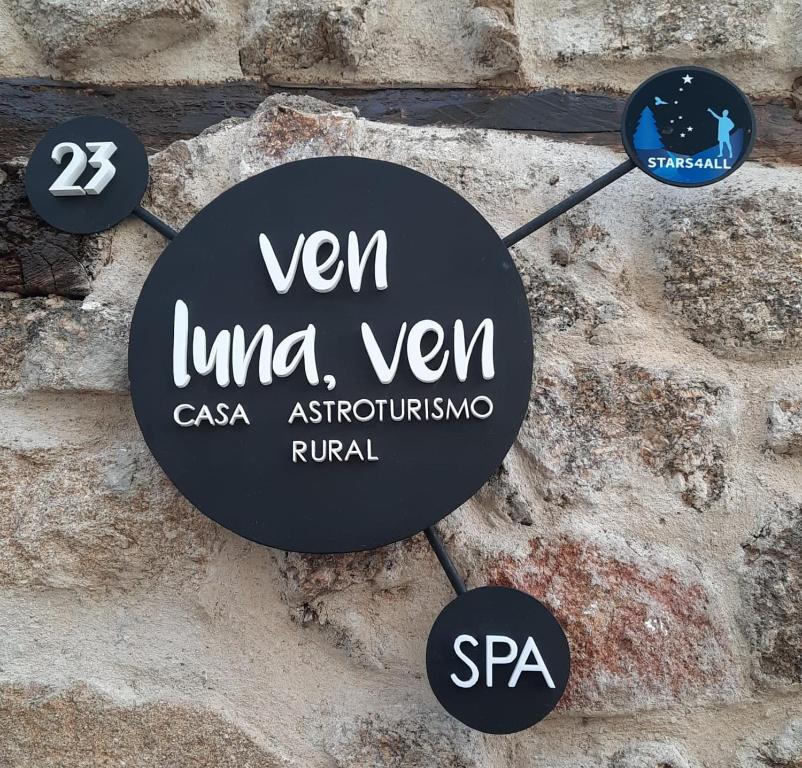 23
STARS4ALL
ven
luna, ven
CASA ASTROTURISMO
RURAL
SPA